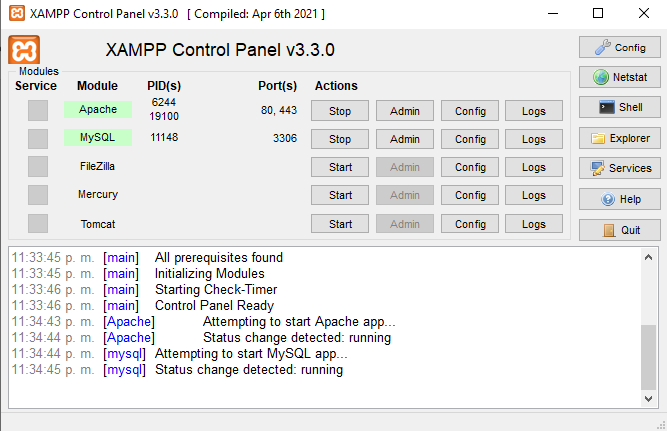 XAMPP Control Panel v3.3.0 [ Compiled: Apr 6th 2021 ]
XAMPP Control Panel v3.3.0
Config
Modules
Service Module PID(s) Port(s) Actions
Netstat
Apache 6244 19100 80, 443 Stop Admin Config Logs
Shell
MySQL 11148 3306 Stop Admin Config Logs
Explorer
FileZilla Start Admin Config Logs
Services
Mercury Start Admin Config Logs
Help
Tomcat Start Admin Config Logs
Quit
11:33:45 p. m. [main] All prerequisites found
11:33:45 p. m. [main] Initializing Modules
11:33:46 p. m. [main] Starting Check-Timer
11:33:46 p. m. [main] Control Panel Ready
11:34:43 p. m. [Apache] Attempting to start Apache app...
11:34:44 p. m. [Apache] Status change detected: running
11:34:44 p. m. [mysql] Attempting to start MySQL app...
11:34:45 p. m. [mysql] Status change detected: running